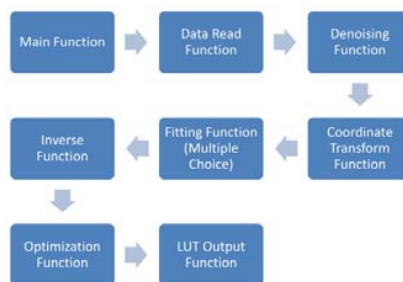 Main Function
Data Read
Function
Denoising
Function
Coordinate
Transform
Function
Fitting Function
(Multiple
Choice)
Inverse
Function
Optimization
Function
LUT Output
Function